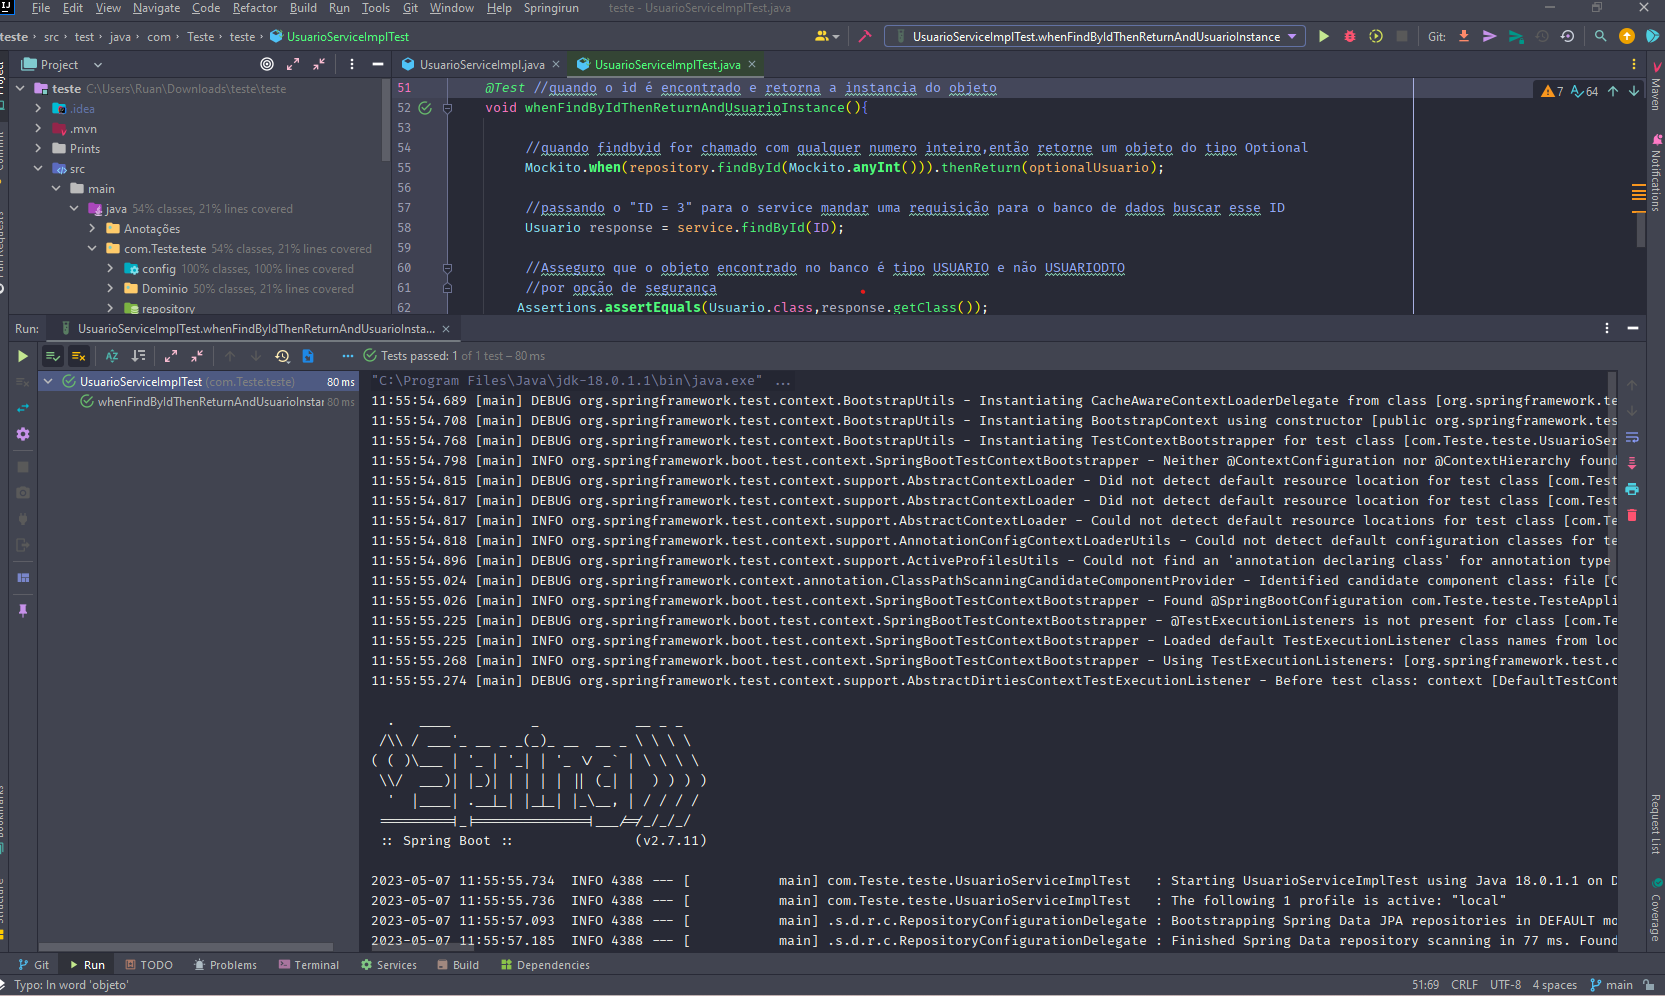 File Edit View Navigate Code Refactor Build Run Tools Git Window Help Springirun teste - UsuarioServiceImplTest.java
teste src test java com Teste teste UsuarioServiceImplTest UsuarioServiceImplTest.whenFindByIdThenReturnAndUsuarioInstance Git:
Project UsuarioServiceImpl.java UsuarioServiceImplTest.java
teste C:\Users\Ruan\Downloads\teste\teste
.idea
.mvn
Prints
src
main
java 54% classes, 21% lines covered
Anotações
com.Teste.teste 54% classes, 21% lines covered
config 100% classes, 100% lines covered
Dominio 50% classes, 21% lines covered
repository
7 64
51 @Test //quando o id é encontrado e retorna a instancia do objeto
52 void whenFindByIdThenReturnAndUsuarioInstance(){
53
54 //quando findbyid for chamado com qualquer numero inteiro,então retorne um objeto do tipo Optional
55 Mockito.when(repository.findById(Mockito.anyInt())).thenReturn(optionalUsuario);
56
57 //passando o "ID = 3" para o service mandar uma requisição para o banco de dados buscar esse ID
58 Usuario response = service.findById(ID);
59
60 //Asseguro que o objeto encontrado no banco é tipo USUARIO e não USUARIODTO
61 //por opção de segurança
62 Assertions.assertEquals(Usuario.class,response.getClass());
Maven
Notifications
Request List
Coverage
Run: UsuarioServiceImplTest.whenFindByIdThenReturnAndUsuarioInsta...
Tests passed: 1 of 1 test – 80 ms
UsuarioServiceImplTest (com.Teste.teste) 80 ms
whenFindByIdThenReturnAndUsuarioInstar 80 ms
"C:\Program Files\Java\jdk-18.0.1.1\bin\java.exe" ...
11:55:54.689 [main] DEBUG org.springframework.test.context.BootstrapUtils - Instantiating CacheAwareContextLoaderDelegate from class [org.springframework.te
11:55:54.708 [main] DEBUG org.springframework.test.context.BootstrapUtils - Instantiating BootstrapContext using constructor [public org.springframework.tes
11:55:54.768 [main] DEBUG org.springframework.test.context.BootstrapUtils - Instantiating TestContextBootstrapper for test class [com.Teste.teste.UsuarioSer
11:55:54.798 [main] INFO org.springframework.boot.test.context.SpringBootTestContextBootstrapper - Neither @ContextConfiguration nor @ContextHierarchy found
11:55:54.815 [main] DEBUG org.springframework.test.context.support.AbstractContextLoader - Did not detect default resource location for test class [com.Test
11:55:54.817 [main] DEBUG org.springframework.test.context.support.AbstractContextLoader - Did not detect default resource location for test class [com.Test
11:55:54.817 [main] INFO org.springframework.test.context.support.AbstractContextLoader - Could not detect default resource locations for test class [com.Te
11:55:54.818 [main] INFO org.springframework.test.context.support.AnnotationConfigContextLoaderUtils - Could not detect default configuration classes for te
11:55:54.896 [main] DEBUG org.springframework.test.context.support.ActiveProfilesUtils - Could not find an 'annotation declaring class' for annotation type
11:55:55.024 [main] DEBUG org.springframework.context.annotation.ClassPathScanningCandidateComponentProvider - Identified candidate component class: file [C
11:55:55.026 [main] INFO org.springframework.boot.test.context.SpringBootTestContextBootstrapper - Found @SpringBootConfiguration com.Teste.teste.TesteAppli
11:55:55.225 [main] DEBUG org.springframework.boot.test.context.SpringBootTestContextBootstrapper - @TestExecutionListeners is not present for class [com.Te
11:55:55.225 [main] INFO org.springframework.boot.test.context.SpringBootTestContextBootstrapper - Loaded default TestExecutionListener class names from loc
11:55:55.268 [main] INFO org.springframework.boot.test.context.SpringBootTestContextBootstrapper - Using TestExecutionListeners: [org.springframework.test.c
11:55:55.274 [main] DEBUG org.springframework.test.context.support.AbstractDirtiesContextTestExecutionListener - Before test class: context [DefaultTestCont
Spring
:: Spring Boot :: (v2.7.11)
2023-05-07 11:55:55.734 INFO 4388 --- [ main] com.Teste.teste.UsuarioServiceImplTest : Starting UsuarioServiceImplTest using Java 18.0.1.1 on D
2023-05-07 11:55:55.736 INFO 4388 --- [ main] com.Teste.teste.UsuarioServiceImplTest : The following 1 profile is active: "local"
2023-05-07 11:55:57.093 INFO 4388 --- [ main] .s.d.r.c.RepositoryConfigurationDelegate : Bootstrapping Spring Data JPA repositories in DEFAULT mo
2023-05-07 11:55:57.185 INFO 4388 --- [ main] .s.d.r.c.RepositoryConfigurationDelegate : Finished Spring Data repository scanning in 77 ms. Found
Git Run TODO Problems Terminal Services Build Dependencies
Typo: In word 'objeto' 51:69 CRLF UTF-8 4 spaces main